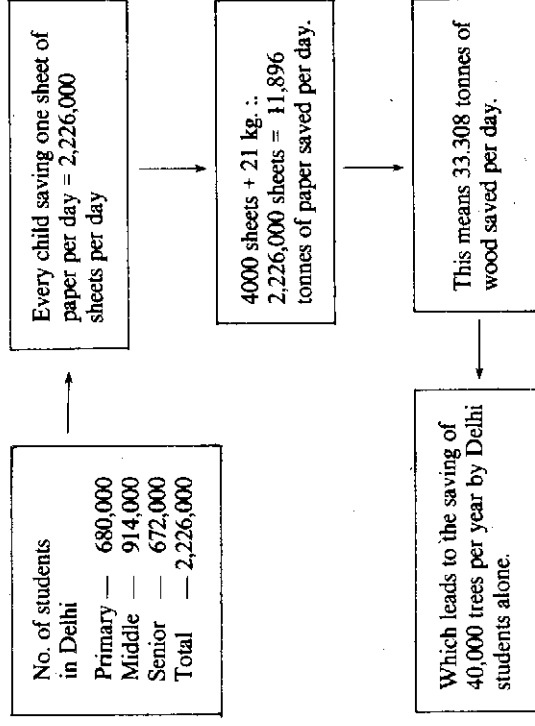 No. of students
in Delhi
Primary — 680,000
Middle — 914,000
Senior — 672,000
Total — 2,226,000
Every child saving one sheet of
paper per day = 2,226,000
sheets per day
4000 sheets + 21 kg. ::
2,226,000 sheets = 11,896
tonnes of paper saved per day.
This means 33.308 tonnes of
wood saved per day.
Which leads to the saving of
40,000 trees per year by Delhi
students alone.